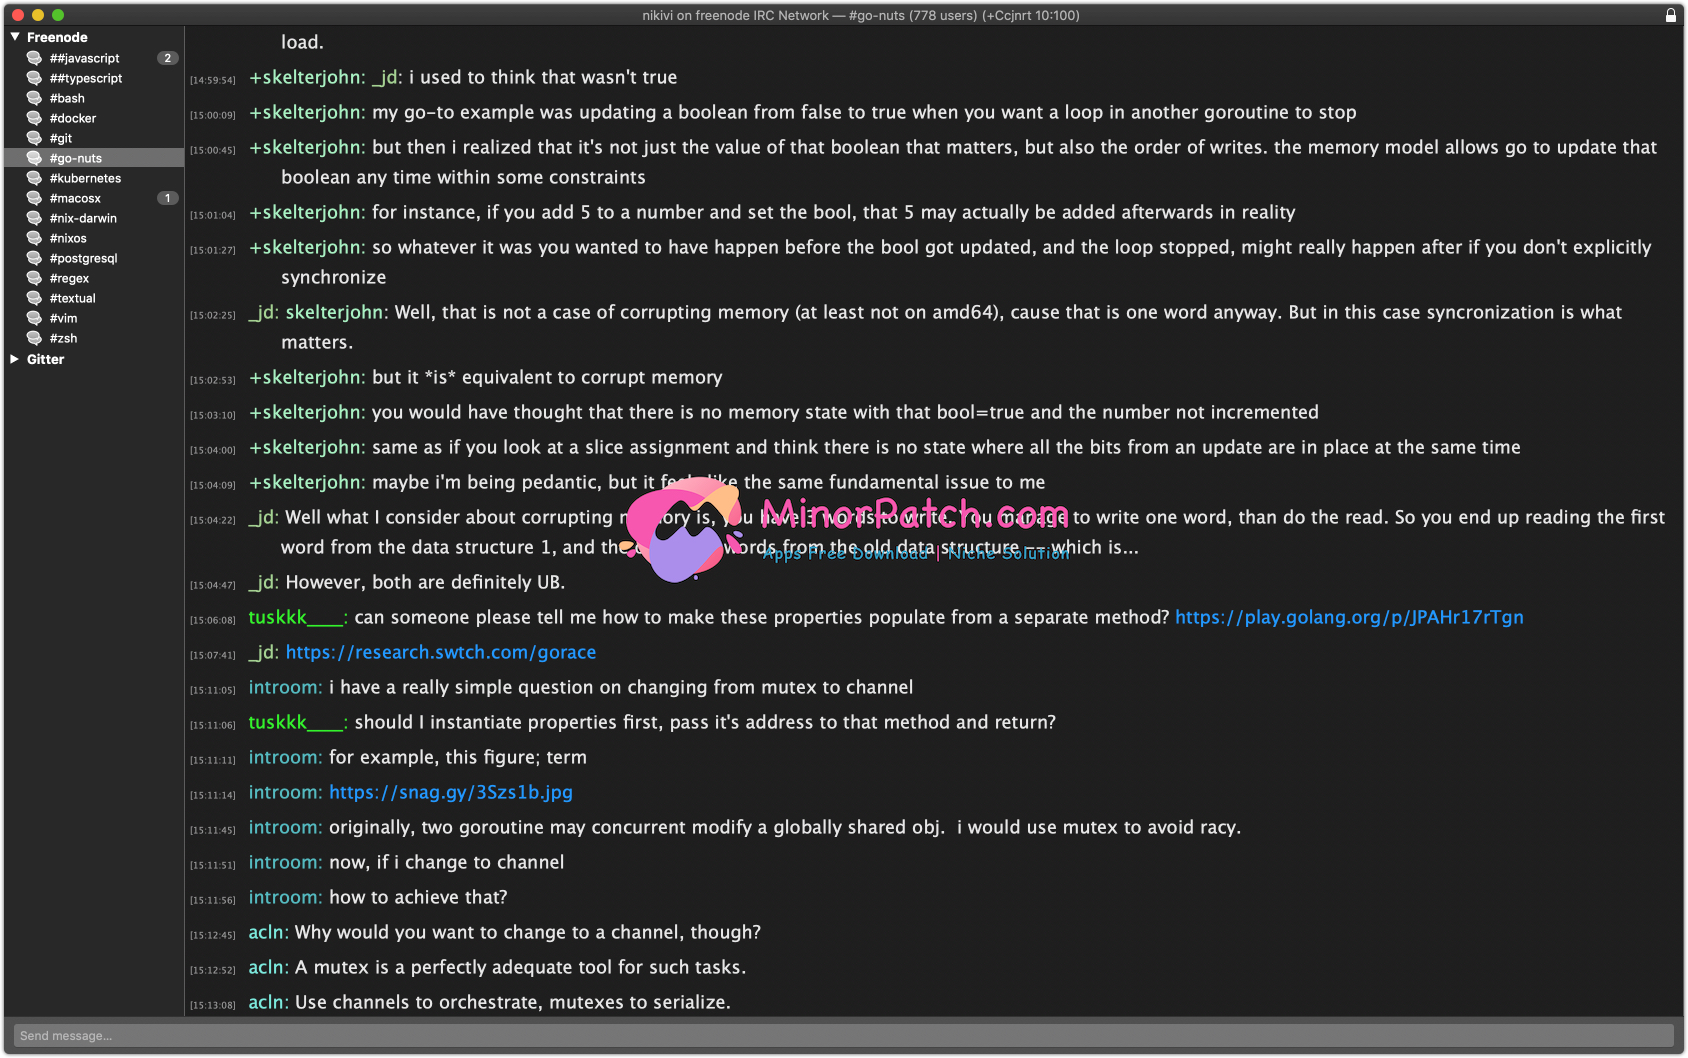 nikivi on freenode IRC Network — #go-nuts (778 users) (+Ccjnrt 10:100)
Freenode
##javascript 2
##typescript
#bash
#docker
#git
#go-nuts
#kubernetes
#macosx 1
#nix-darwin
#nixos
#postgresql
#regex
#textual
#vim
#zsh
Gitter
load.
[14:59:54] +skelterjohn: _jd: i used to think that wasn't true
[15:00:09] +skelterjohn: my go-to example was updating a boolean from false to true when you want a loop in another goroutine to stop
[15:00:45] +skelterjohn: but then i realized that it's not just the value of that boolean that matters, but also the order of writes. the memory model allows go to update that
boolean any time within some constraints
[15:01:04] +skelterjohn: for instance, if you add 5 to a number and set the bool, that 5 may actually be added afterwards in reality
[15:01:27] +skelterjohn: so whatever it was you wanted to have happen before the bool got updated, and the loop stopped, might really happen after if you don't explicitly
synchronize
[15:02:25] _jd: skelterjohn: Well, that is not a case of corrupting memory (at least not on amd64), cause that is one word anyway. But in this case syncronization is what
matters.
[15:02:53] +skelterjohn: but it *is* equivalent to corrupt memory
[15:03:10] +skelterjohn: you would have thought that there is no memory state with that bool=true and the number not incremented
[15:04:00] +skelterjohn: same as if you look at a slice assignment and think there is no state where all the bits from an update are in place at the same time
[15:04:09] +skelterjohn: maybe i'm being pedantic, but it feels like the same fundamental issue to me
[15:04:22] _jd: Well what I consider about corrupting memory is, you have 3 words to write. You manage to write one word, than do the read. So you end up reading the first
word from the data structure 1, and the words from the old data structure -- which is...
MinorPatch.com
Apps Free Download | Niche Solution
[15:04:47] _jd: However, both are definitely UB.
[15:06:08] tuskkk____: can someone please tell me how to make these properties populate from a separate method? https://play.golang.org/p/JPAHr17rTgn
[15:07:41] _jd: https://research.swtch.com/gorace
[15:11:05] introom: i have a really simple question on changing from mutex to channel
[15:11:06] tuskkk____: should I instantiate properties first, pass it's address to that method and return?
[15:11:11] introom: for example, this figure; term
[15:11:14] introom: https://snag.gy/3Szs1b.jpg
[15:11:45] introom: originally, two goroutine may concurrent modify a globally shared obj.  i would use mutex to avoid racy.
[15:11:51] introom: now, if i change to channel
[15:11:56] introom: how to achieve that?
[15:12:45] acln: Why would you want to change to a channel, though?
[15:12:52] acln: A mutex is a perfectly adequate tool for such tasks.
[15:13:08] acln: Use channels to orchestrate, mutexes to serialize.
Send message...